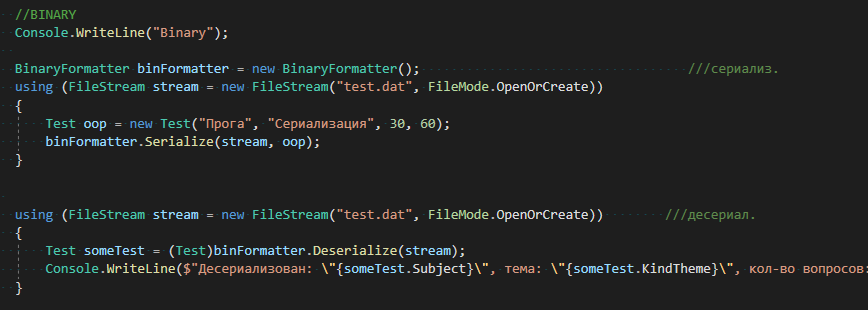 //BINARY
Console.WriteLine("Binary");
BinaryFormatter binFormatter = new BinaryFormatter(); ///сериализ.
using (FileStream stream = new FileStream("test.dat", FileMode.OpenOrCreate))
{
Test oop = new Test("Прога", "Сериализация", 30, 60);
binFormatter.Serialize(stream, oop);
}
using (FileStream stream = new FileStream("test.dat", FileMode.OpenOrCreate)) ///десериал.
{
Test someTest = (Test)binFormatter.Deserialize(stream);
Console.WriteLine($"Десериализован: \"{someTest.Subject}\", тема: \"{someTest.KindTheme}\", кол-во вопросов:
}